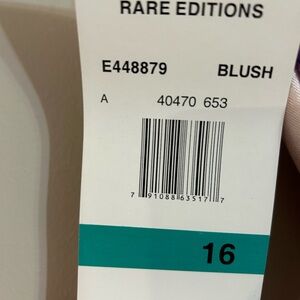 RARE EDITIONS
E448879 BLUSH
A 40470 653
7 91088 63517 7
16